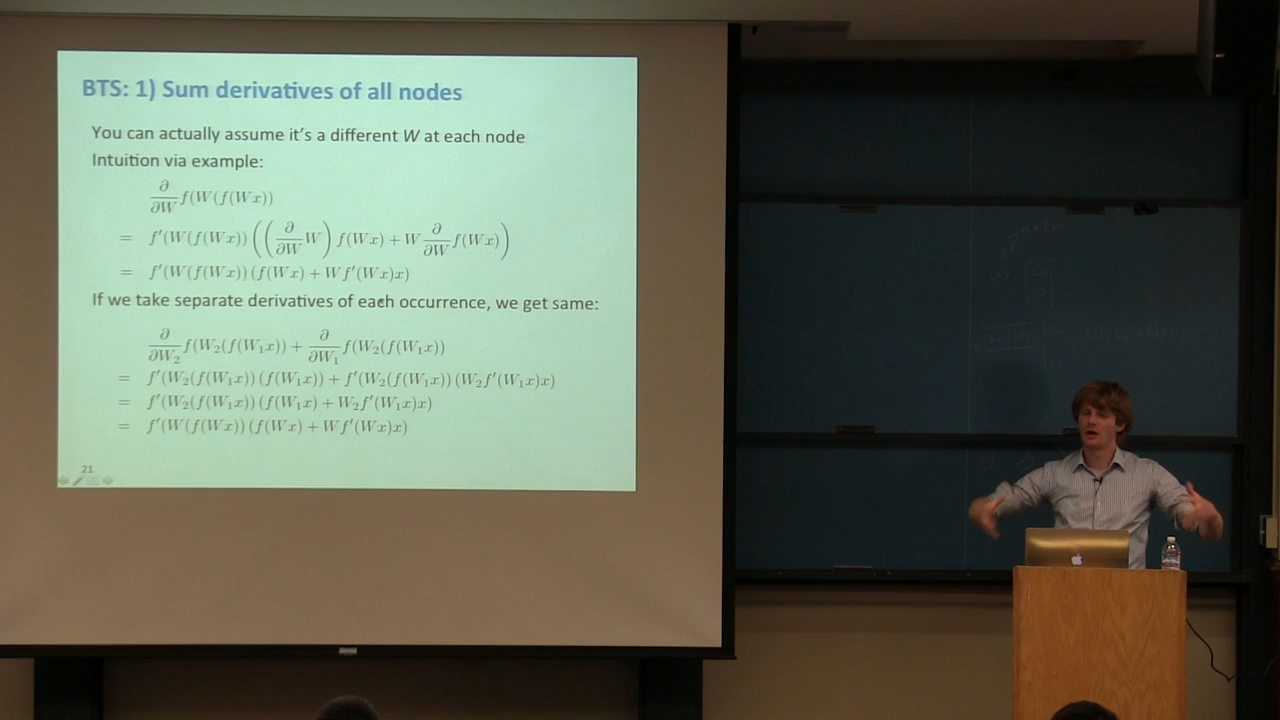 BTS: 1) Sum derivatives of all nodes
You can actually assume it's a different W at each node
Intuition via example:
∂/∂W f(W(f(Wx))
= f'(W(f(Wx)) ((∂/∂W W) f(Wx) + W ∂/∂W f(Wx))
= f'(W(f(Wx)) (f(Wx) + Wf'(Wx)x)
If we take separate derivatives of each occurrence, we get same:
∂/∂W₂ f(W₂(f(W₁x)) + ∂/∂W₁ f(W₂(f(W₁x))
= f'(W₂(f(W₁x)) (f(W₁x)) + f'(W₂(f(W₁x)) (W₂f'(W₁x)x)
= f'(W₂(f(W₁x)) (f(W₁x) + W₂f'(W₁x)x)
= f'(W(f(Wx)) (f(Wx) + Wf'(Wx)x)
21